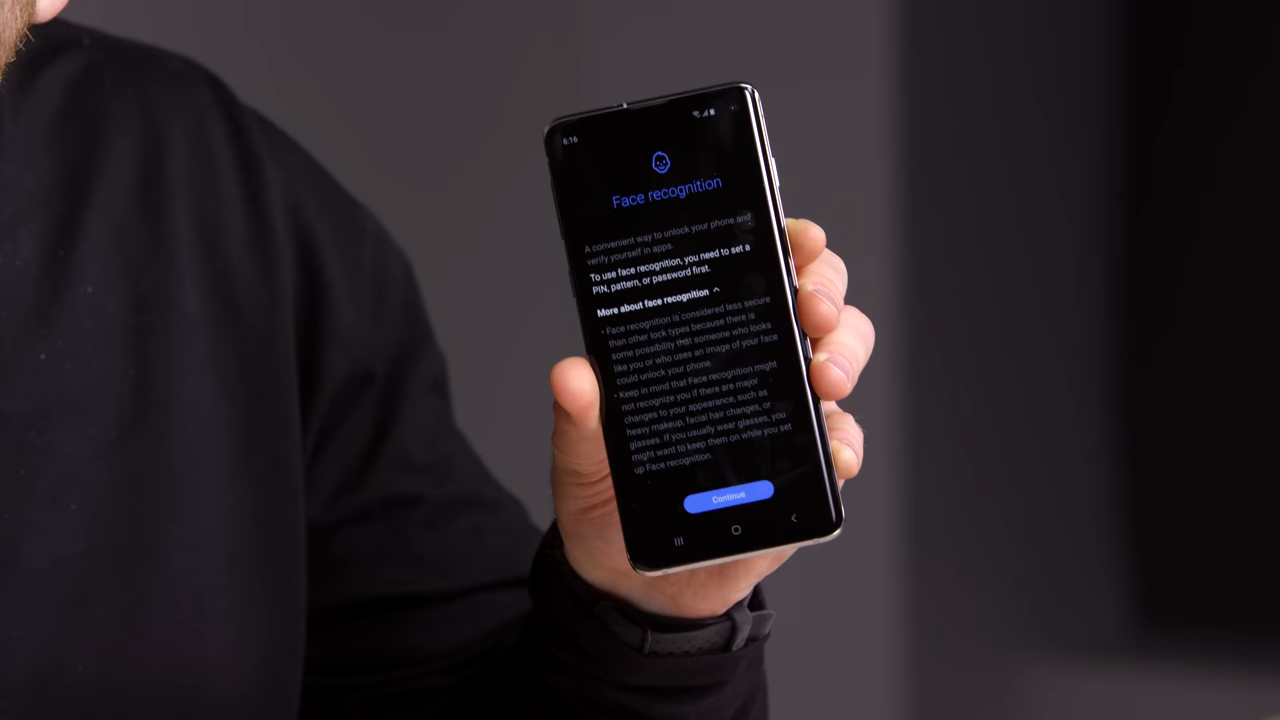 6:16
Face recognition
A convenient way to unlock your phone and
verify yourself in apps.
To use face recognition, you need to set a
PIN, pattern, or password first.
More about face recognition
• Face recognition is considered less secure
than other lock types because there is
some possibility that someone who looks
like you or who uses an image of your face
could unlock your phone.
• Keep in mind that Face recognition might
not recognize you if there are major
changes to your appearance, such as
heavy makeup, facial hair changes, or
glasses. If you usually wear glasses, you
might want to keep them on while you set
up Face recognition.
Continue